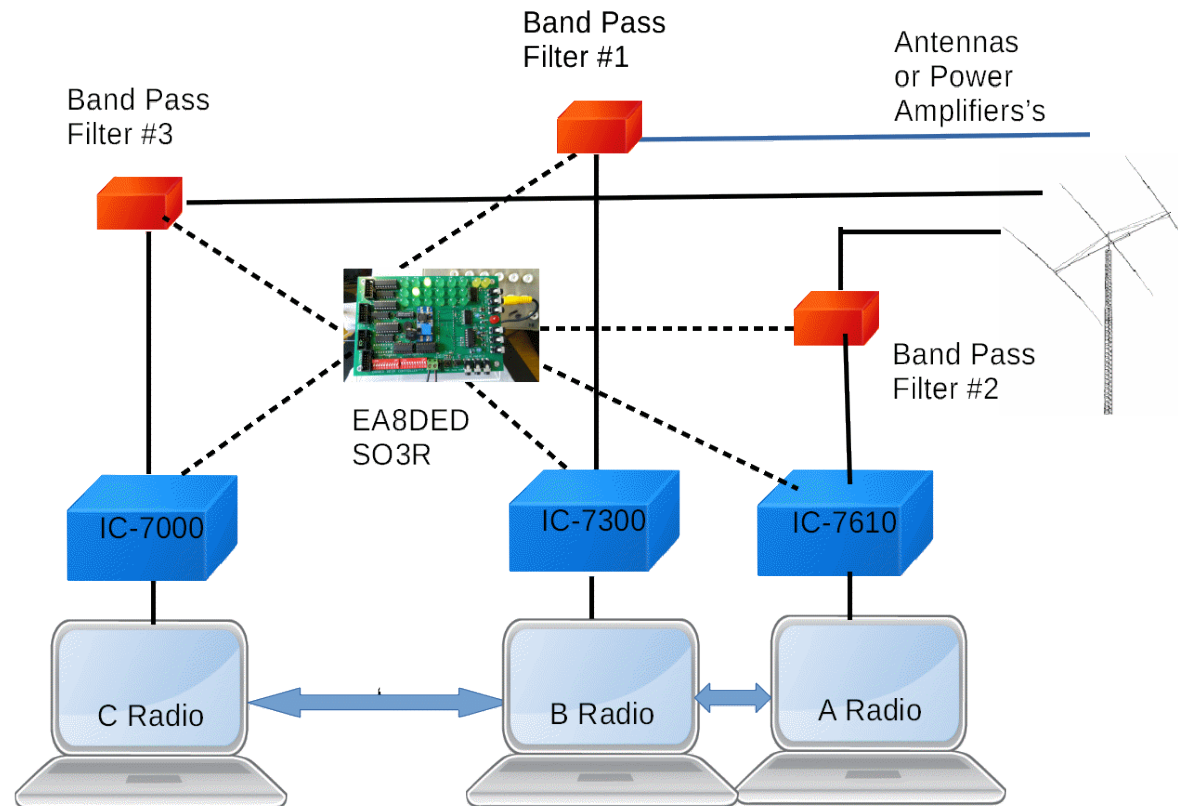 Band Pass
Filter #1
Antennas
or Power
Amplifiers’s
Band Pass
Filter #3
Band Pass
Filter #2
EA8DED
SO3R
IC-7000
IC-7300
IC-7610
C Radio
B Radio
A Radio